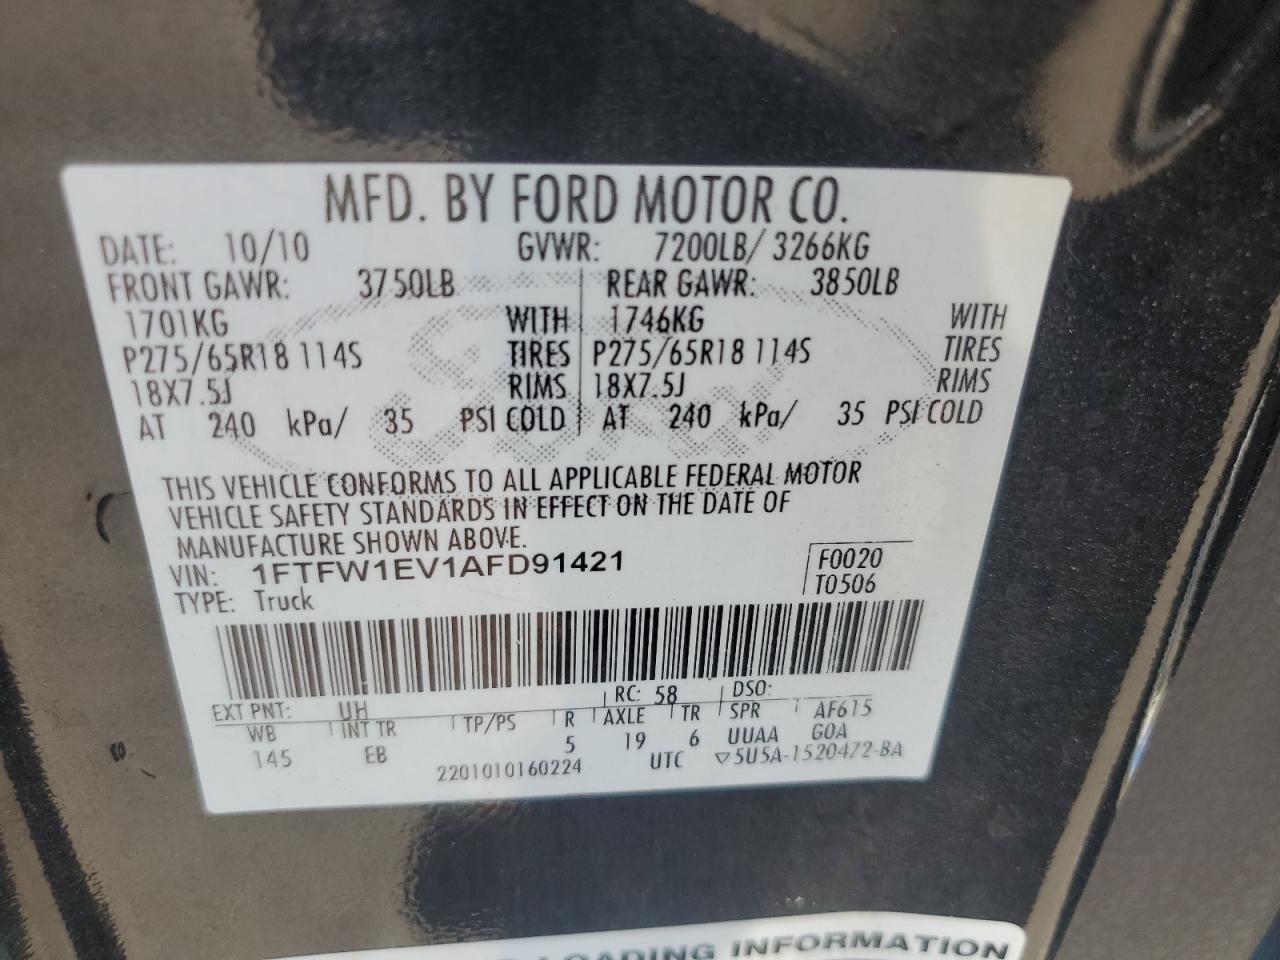 MFD. BY FORD MOTOR CO.
DATE: 10/10 GVWR: 7200LB/ 3266KG
FRONT GAWR: 3750LB REAR GAWR: 3850LB
1701KG WITH 1746KG WITH
P275/65R18 114S TIRES P275/65R18 114S TIRES
18X7.5J RIMS 18X7.5J RIMS
AT 240 kPa/ 35 PSI COLD AT 240 kPa/ 35 PSI COLD
THIS VEHICLE CONFORMS TO ALL APPLICABLE FEDERAL MOTOR
VEHICLE SAFETY STANDARDS IN EFFECT ON THE DATE OF
MANUFACTURE SHOWN ABOVE.
VIN: 1FTFW1EV1AFD91421 F0020
TYPE: Truck T0506
EXT PNT: UH RC: 58 DSO:
WB INT TR TP/PS R AXLE TR SPR AF615
145 EB 5 19 6 UUAA GOA
2201010160224 UTC ▽5U5A-1520472-BA
LOADING INFORMATION